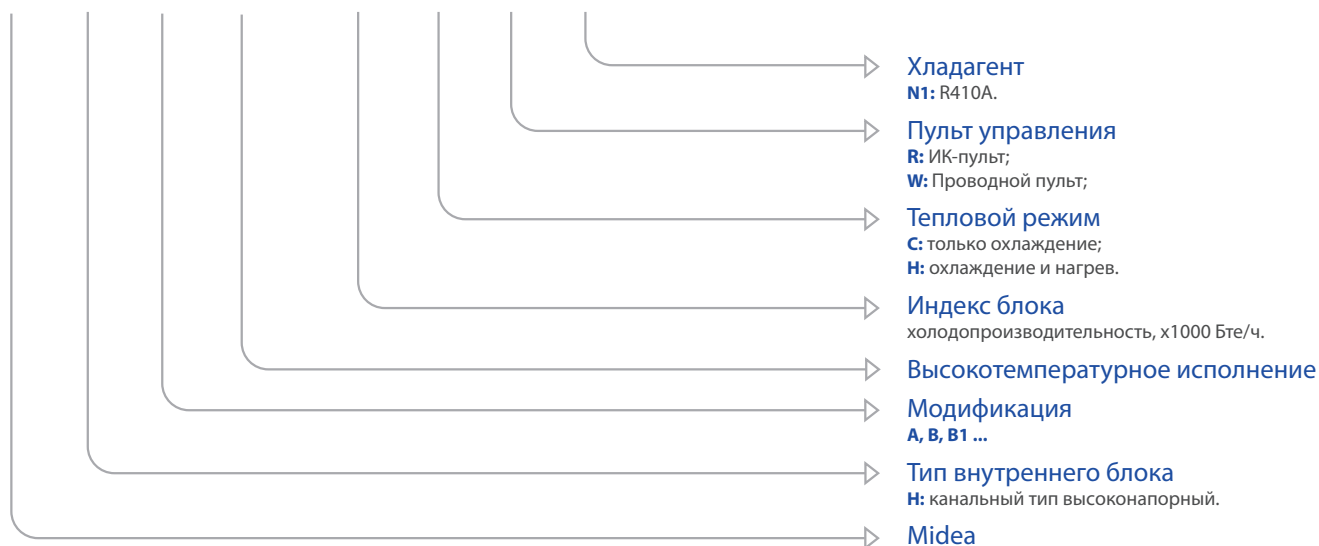 Хладагент
N1: R410A.
Пульт управления
R: ИК-пульт;
W: Проводной пульт;
Тепловой режим
C: только охлаждение;
H: охлаждение и нагрев.
Индекс блока
холодопроизводительность, х1000 Бте/ч.
Высокотемпературное исполнение
Модификация
A, B, B1 ...
Тип внутреннего блока
H: канальный тип высоконапорный.
Midea